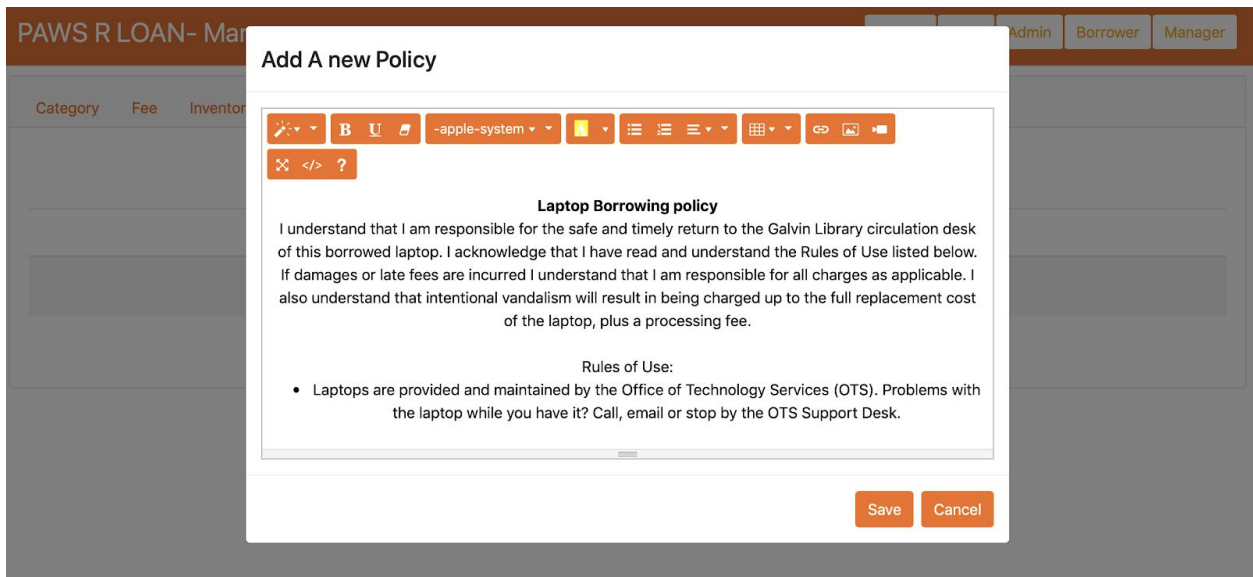 PAWS R LOAN- Mar
Admin
Borrower
Manager
Add A new Policy
Category
Fee
Inventor
B U -apple-system A </> ?
Laptop Borrowing policy
I understand that I am responsible for the safe and timely return to the Galvin Library circulation desk
of this borrowed laptop. I acknowledge that I have read and understand the Rules of Use listed below.
If damages or late fees are incurred I understand that I am responsible for all charges as applicable. I
also understand that intentional vandalism will result in being charged up to the full replacement cost
of the laptop, plus a processing fee.
Rules of Use:
• Laptops are provided and maintained by the Office of Technology Services (OTS). Problems with
the laptop while you have it? Call, email or stop by the OTS Support Desk.
Save
Cancel